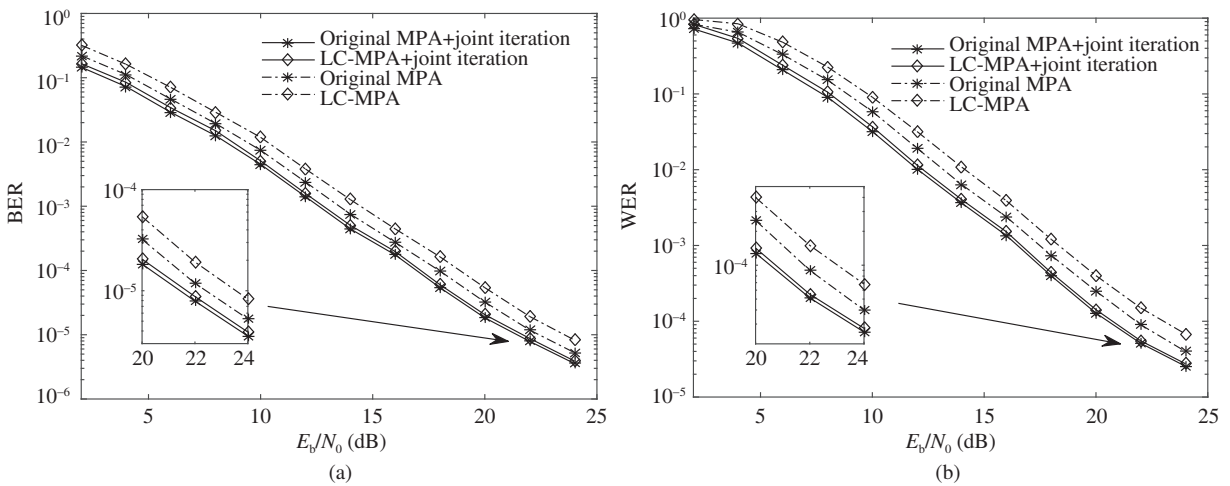 10⁰
10⁻¹
10⁻²
10⁻³
10⁻⁴
10⁻⁵
10⁻⁶
BER
Original MPA+joint iteration
LC-MPA+joint iteration
Original MPA
LC-MPA
10⁻⁴
10⁻⁵
20 22 24
5 10 15 20 25
E_b/N_0 (dB)
(a)
10⁰
10⁻¹
10⁻²
10⁻³
10⁻⁴
10⁻⁵
WER
Original MPA+joint iteration
LC-MPA+joint iteration
Original MPA
LC-MPA
10⁻⁴
20 22 24
5 10 15 20 25
E_b/N_0 (dB)
(b)